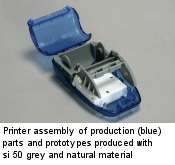 Printer assembly of production (blue)
parts and prototypes produced with
si 50 grey and natural material